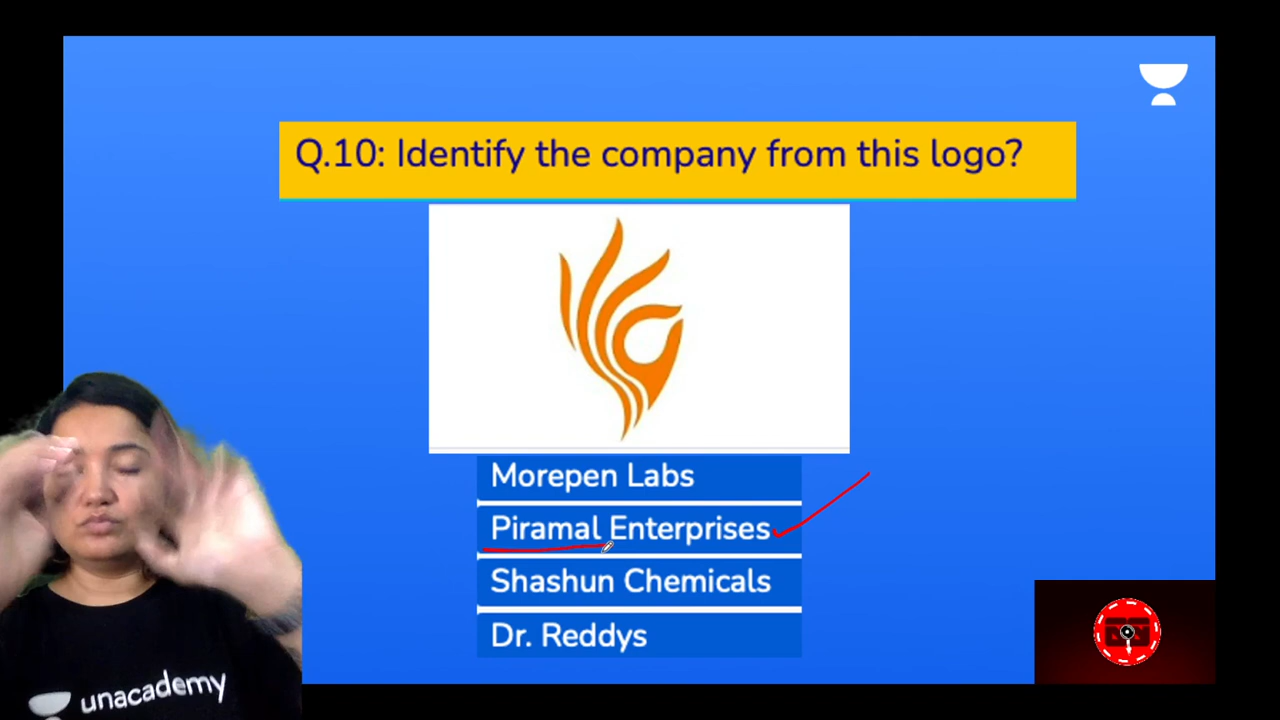 Q.10: Identify the company from this logo?
Morepen Labs
Piramal Enterprises
Shashun Chemicals
Dr. Reddys
unacademy